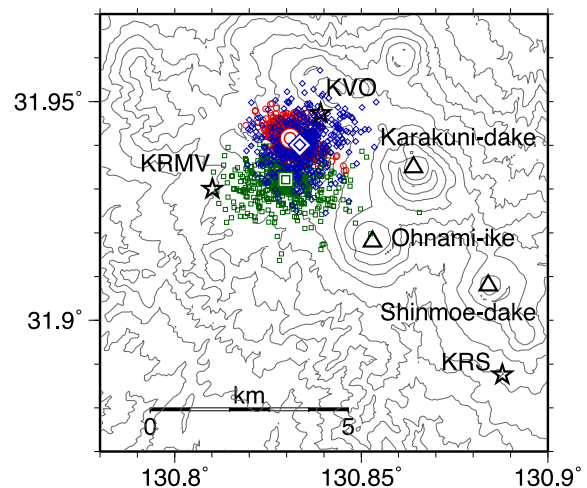 KVO
31.95˚
Karakuni-dake
KRMV
Ohnami-ike
Shinmoe-dake
31.9˚
KRS
km
0 5
130.8˚ 130.85˚ 130.9˚